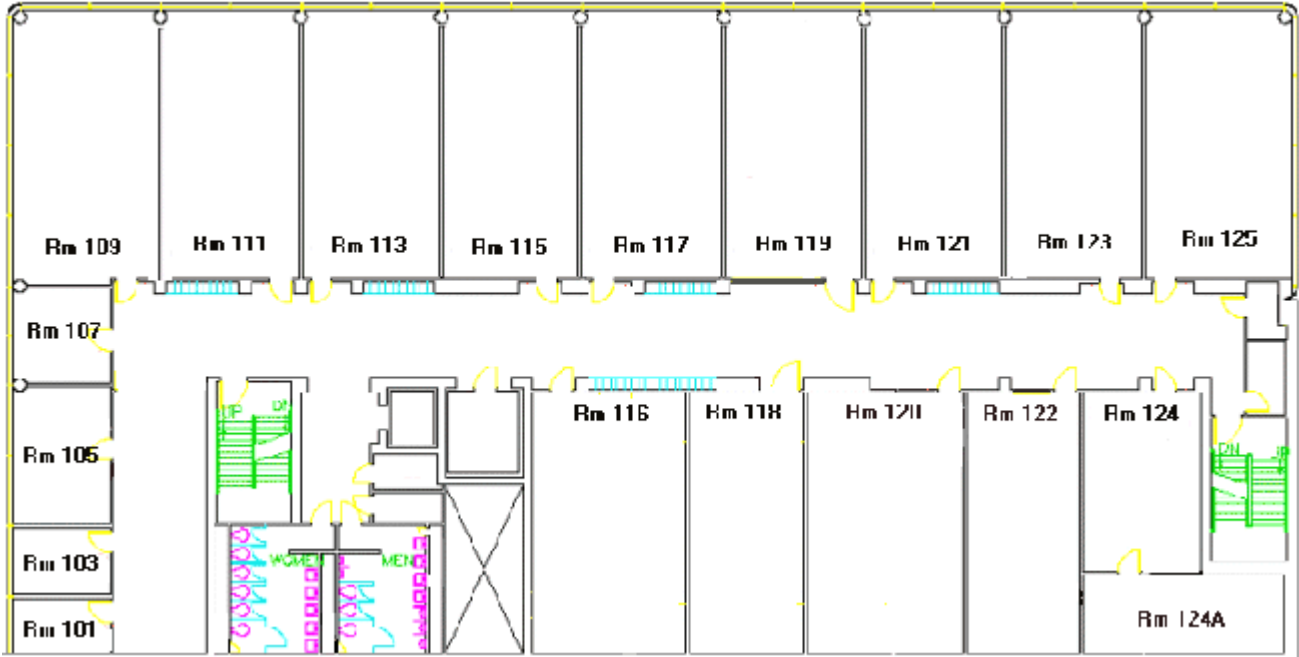 Rm 109
Rm 111
Rm 113
Rm 115
Rm 117
Rm 119
Rm 121
Rm 123
Rm 125
Rm 107
UP
DN
Rm 116
Rm 118
Rm 120
Rm 122
Rm 124
Rm 105
DN
UP
Rm 103
WOMEN
MEN
Rm 101
Rm 124A